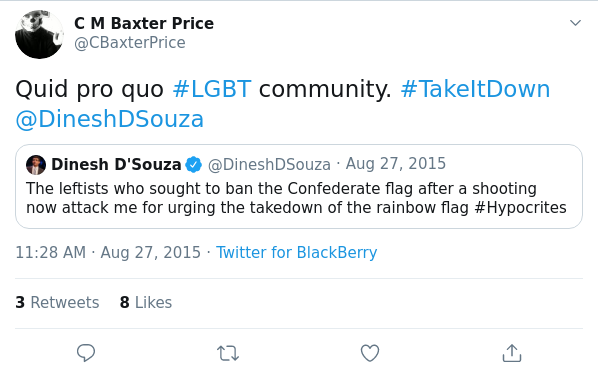 C M Baxter Price
@CBaxterPrice
Quid pro quo #LGBT community. #TakeItDown
@DineshDSouza
Dinesh D'Souza @DineshDSouza · Aug 27, 2015
The leftists who sought to ban the Confederate flag after a shooting
now attack me for urging the takedown of the rainbow flag #Hypocrites
11:28 AM · Aug 27, 2015 · Twitter for BlackBerry
3 Retweets 8 Likes